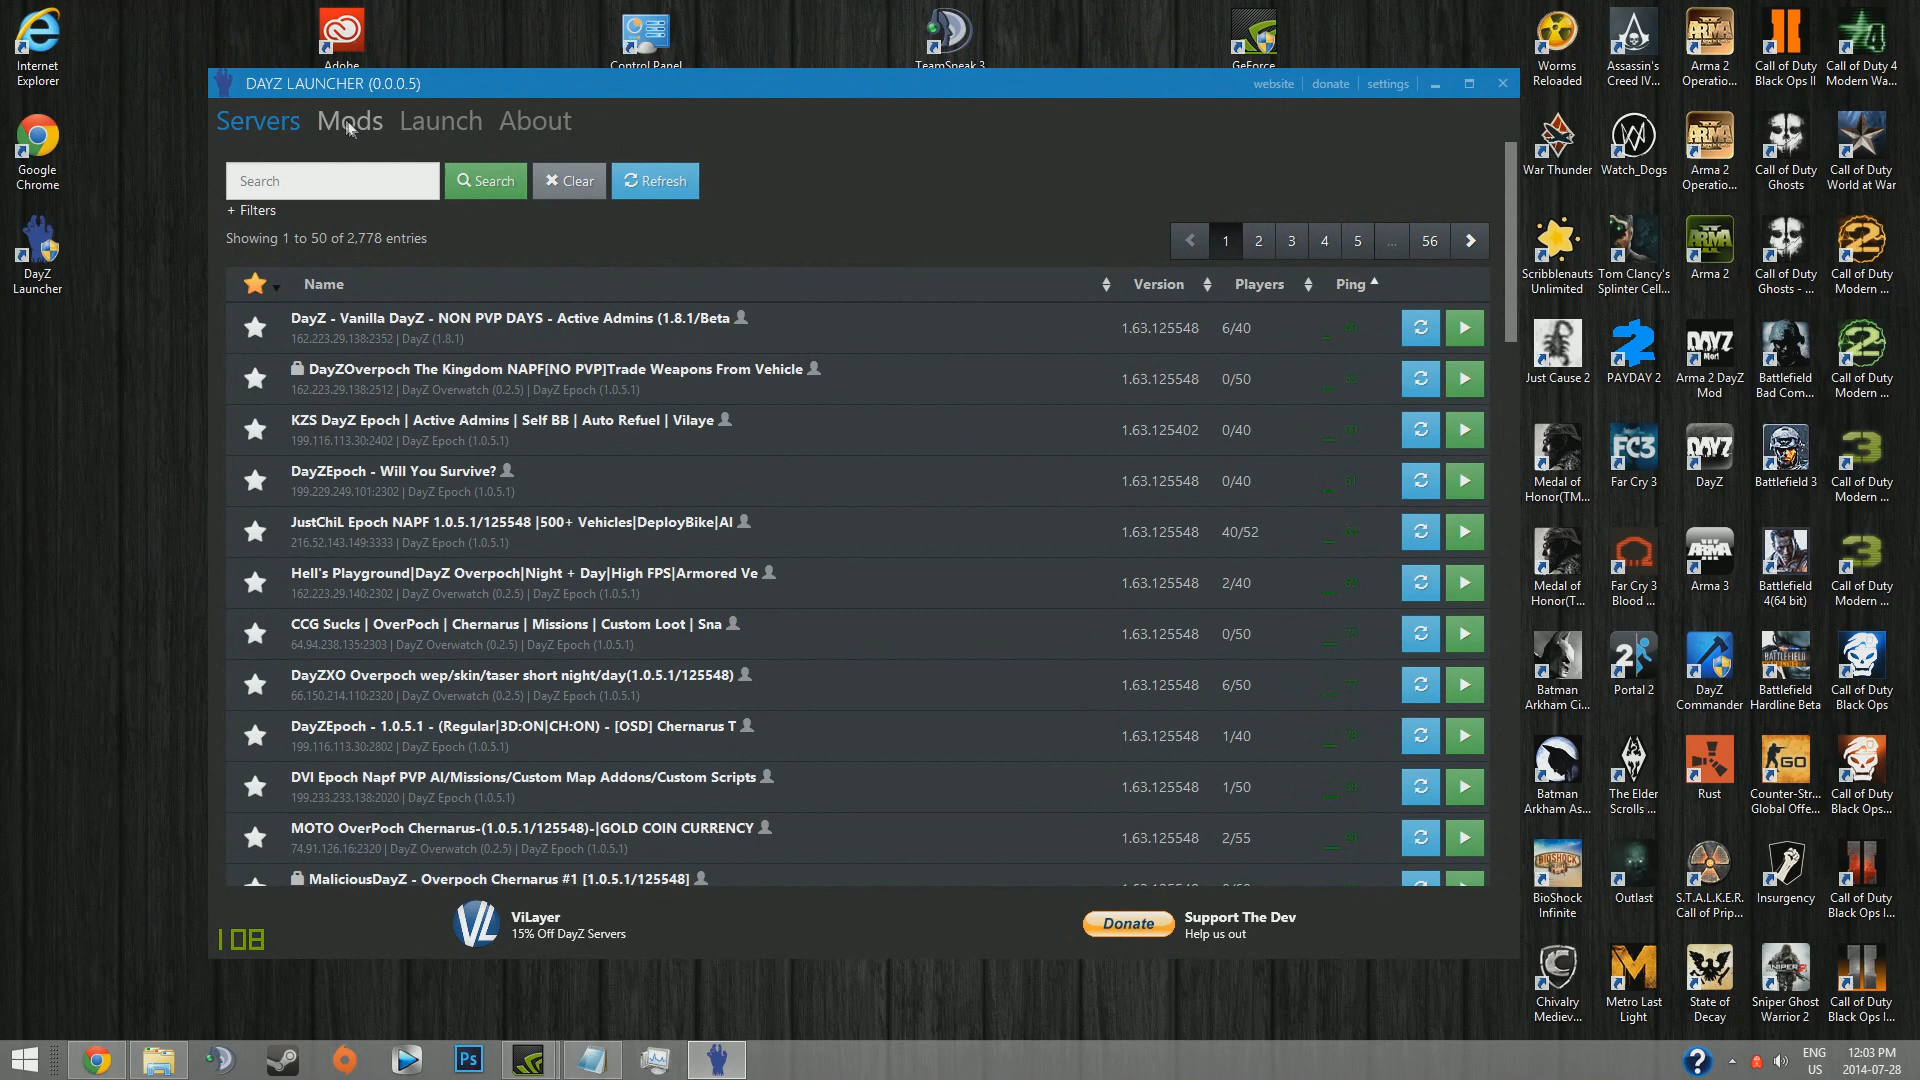 Internet
Explorer
Google
Chrome
DayZ
Launcher
Adobe
Control Panel
TeamSpeak 3
GeForce
DAYZ LAUNCHER (0.0.0.5)
website
donate
settings
Servers Mods Launch About
Search
Search
Clear
Refresh
+ Filters
Showing 1 to 50 of 2,778 entries
1 2 3 4 5 ... 56
Name Version Players Ping
DayZ - Vanilla DayZ - NON PVP DAYS - Active Admins (1.8.1/Beta
162.223.29.138:2352 | DayZ (1.8.1)
1.63.125548 6/40
DayZOverpoch The Kingdom NAPF[NO PVP]Trade Weapons From Vehicle
162.223.29.138:2512 | DayZ Overwatch (0.2.5) | DayZ Epoch (1.0.5.1)
1.63.125548 0/50
KZS DayZ Epoch | Active Admins | Self BB | Auto Refuel | Vilaye
199.116.113.30:2402 | DayZ Epoch (1.0.5.1)
1.63.125402 0/40
DayZEpoch - Will You Survive?
199.229.249.101:2302 | DayZ Epoch (1.0.5.1)
1.63.125548 0/40
JustChiL Epoch NAPF 1.0.5.1/125548 |500+ Vehicles|DeployBike|AI
216.52.143.149:3333 | DayZ Epoch (1.0.5.1)
1.63.125548 40/52
Hell's Playground|DayZ Overpoch|Night + Day|High FPS|Armored Ve
162.223.29.140:2302 | DayZ Overwatch (0.2.5) | DayZ Epoch (1.0.5.1)
1.63.125548 2/40
CCG Sucks | OverPoch | Chernarus | Missions | Custom Loot | Sna
64.94.238.135:2303 | DayZ Overwatch (0.2.5) | DayZ Epoch (1.0.5.1)
1.63.125548 0/50
DayZXO Overpoch wep/skin/taser short night/day(1.0.5.1/125548)
66.150.214.110:2320 | DayZ Overwatch (0.2.5) | DayZ Epoch (1.0.5.1)
1.63.125548 6/50
DayZEpoch - 1.0.5.1 - (Regular|3D:ON|CH:ON) - [OSD] Chernarus T
199.116.113.30:2802 | DayZ Epoch (1.0.5.1)
1.63.125548 1/40
DVI Epoch Napf PVP AI/Missions/Custom Map Addons/Custom Scripts
199.233.233.138:2020 | DayZ Epoch (1.0.5.1)
1.63.125548 1/50
MOTO OverPoch Chernarus-(1.0.5.1/125548)-|GOLD COIN CURRENCY
74.91.126.16:2320 | DayZ Overwatch (0.2.5) | DayZ Epoch (1.0.5.1)
1.63.125548 2/55
MaliciousDayZ - Overpoch Chernarus #1 [1.0.5.1/125548]
108
VL
ViLayer
15% Off DayZ Servers
Donate
Support The Dev
Help us out
Worms
Reloaded
Assassin's
Creed IV...
Arma 2
Operatio...
Call of Duty
Black Ops II
Call of Duty 4
Modern Wa...
War Thunder
Watch_Dogs
Arma 2
Operatio...
Call of Duty
Ghosts
Call of Duty
World at War
Scribblenauts
Unlimited
Tom Clancy's
Splinter Cell...
Arma 2
Call of Duty
Ghosts - ...
Call of Duty
Modern ...
Just Cause 2
PAYDAY 2
Arma 2 DayZ
Mod
Battlefield
Bad Com...
Call of Duty
Modern ...
Medal of
Honor(TM...
Far Cry 3
DayZ
Battlefield 3
Call of Duty
Modern ...
Medal of
Honor(T...
Far Cry 3
Blood ...
Arma 3
Battlefield
4(64 bit)
Call of Duty
Modern ...
Batman
Arkham Ci...
Portal 2
DayZ
Commander
Battlefield
Hardline Beta
Call of Duty
Black Ops
Batman
Arkham As...
The Elder
Scrolls ...
Rust
Counter-Str...
Global Offe...
Call of Duty
Black Ops...
BioShock
Infinite
Outlast
S.T.A.L.K.E.R.
Call of Prip...
Insurgency
Call of Duty
Black Ops I...
Chivalry
Mediev...
Metro Last
Light
State of
Decay
Sniper Ghost
Warrior 2
Call of Duty
Black Ops I...
Ps
ENG
US
12:03 PM
2014-07-28